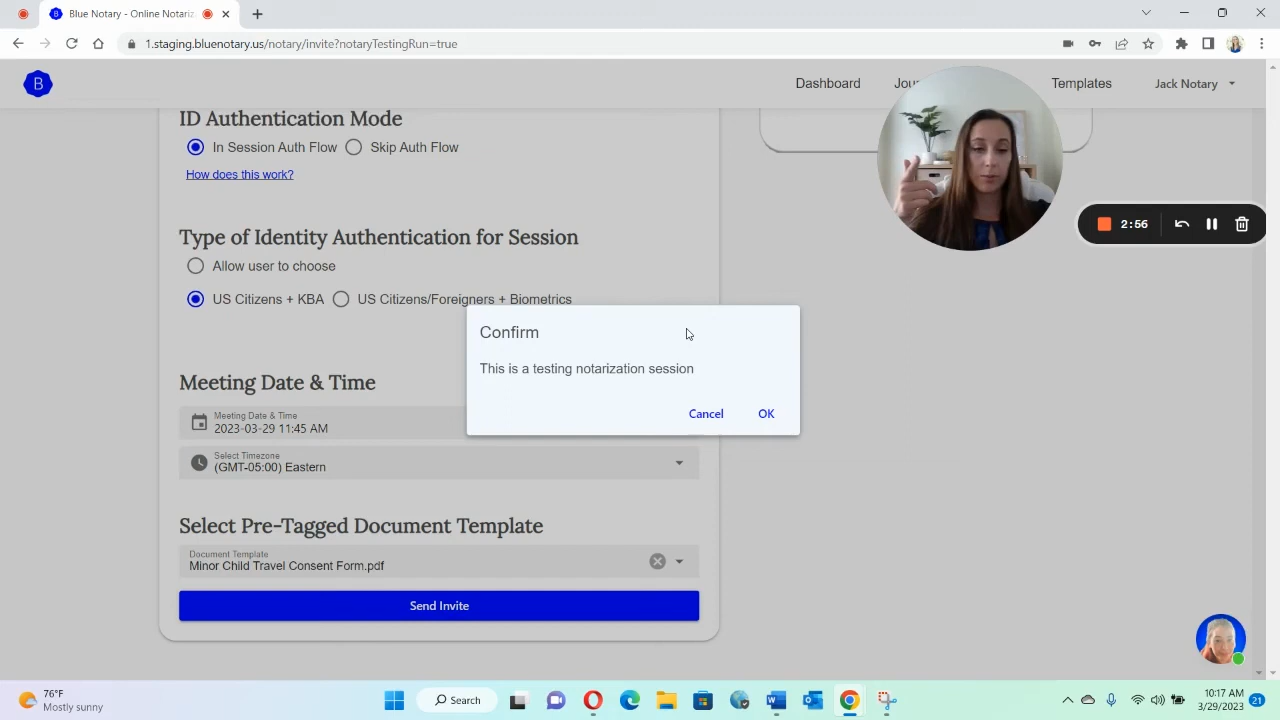 Blue Notary - Online Notariz
1.staging.bluenotary.us/notary/invite?notaryTestingRun=true
B
Dashboard
Jou
Templates
Jack Notary
ID Authentication Mode
In Session Auth Flow
Skip Auth Flow
How does this work?
2:56
Type of Identity Authentication for Session
Allow user to choose
US Citizens + KBA
US Citizens/Foreigners + Biometrics
Confirm
This is a testing notarization session
Cancel
OK
Meeting Date & Time
Meeting Date & Time
2023-03-29 11:45 AM
Select Timezone
(GMT-05:00) Eastern
Select Pre-Tagged Document Template
Document Template
Minor Child Travel Consent Form.pdf
Send Invite
76°F
Mostly sunny
Search
10:17 AM
3/29/2023
21